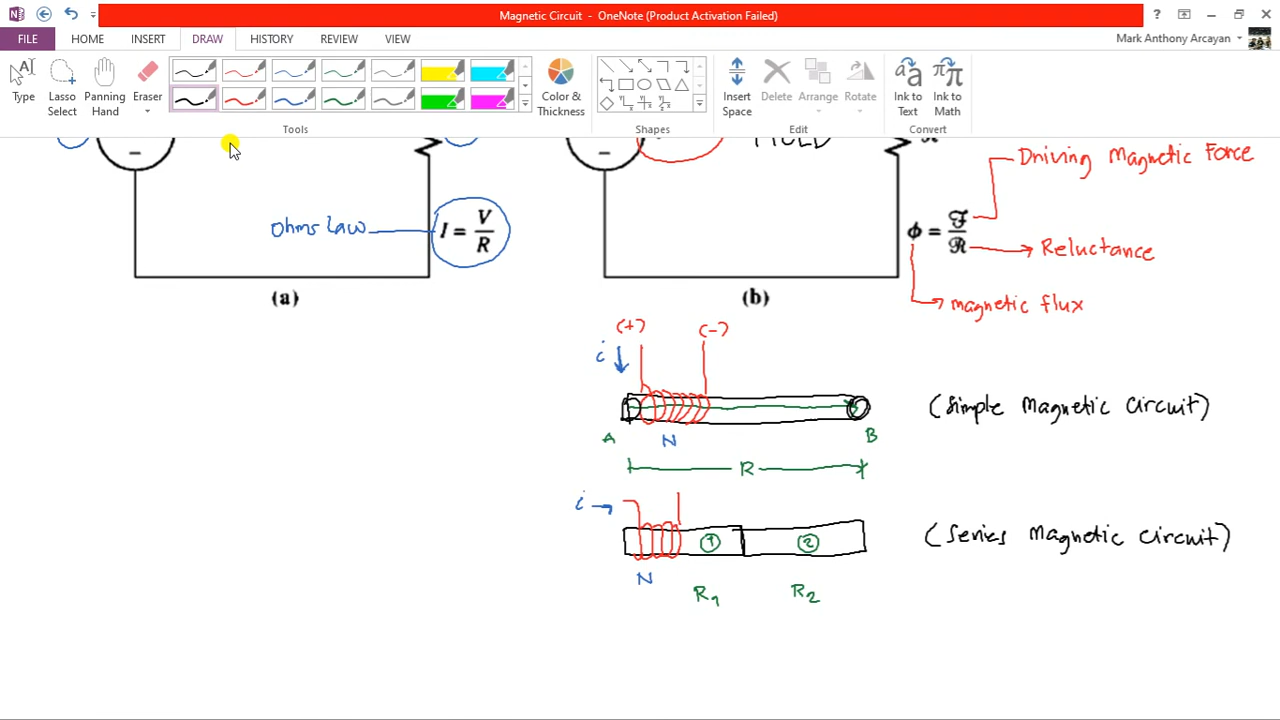 Magnetic Circuit - OneNote (Product Activation Failed)
?
FILE HOME INSERT DRAW HISTORY REVIEW VIEW
Mark Anthony Arcayan
Type
Lasso Select
Panning Hand
Eraser
Color & Thickness
Insert Space
Delete
Arrange
Rotate
Ink to Text
Ink to Math
Tools
Shapes
Edit
Convert
Driving Magnetic Force
Ohms law
I = V/R
ϕ = ℱ/ℛ
Reluctance
magnetic flux
(a)
(b)
(+) (-)
i
(Simple Magnetic Circuit)
A N B
R
i
1 2
(Series Magnetic Circuit)
N
R1 R2